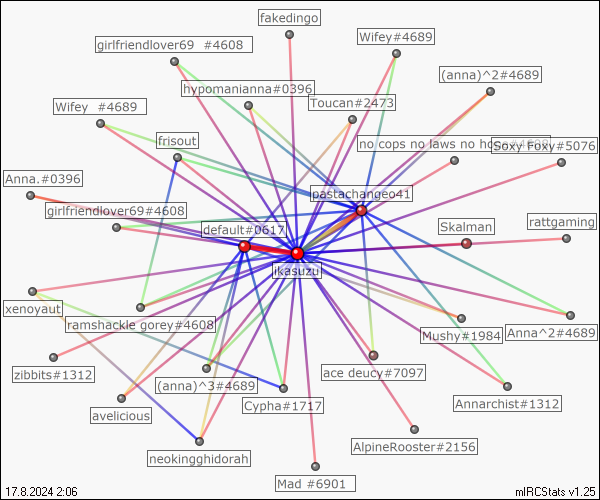 fakedingo
Wifey#4689
girlfriendlover69 #4608
(anna)^2#4689
hypomanianna#0396
Toucan#2473
Wifey #4689
frisout
no cops no laws no
Soxy Foxy#5076
Anna.#0396
pastachange041
girlfriendlover69#4608
default#0617
Skalman
rattgaming
ikasuzu
xenoyaut
ramshackle gorey#4608
Mushy#1984
Anna^2#4689
zibbits#1312
(anna)^3#4689
ace deucy#7097
avelicious
Cypha#1717
Annarchist#1312
neokingghidorah
AlpineRooster#2156
Mad #6901
17.8.2024 2:06
mIRCStats v1.25